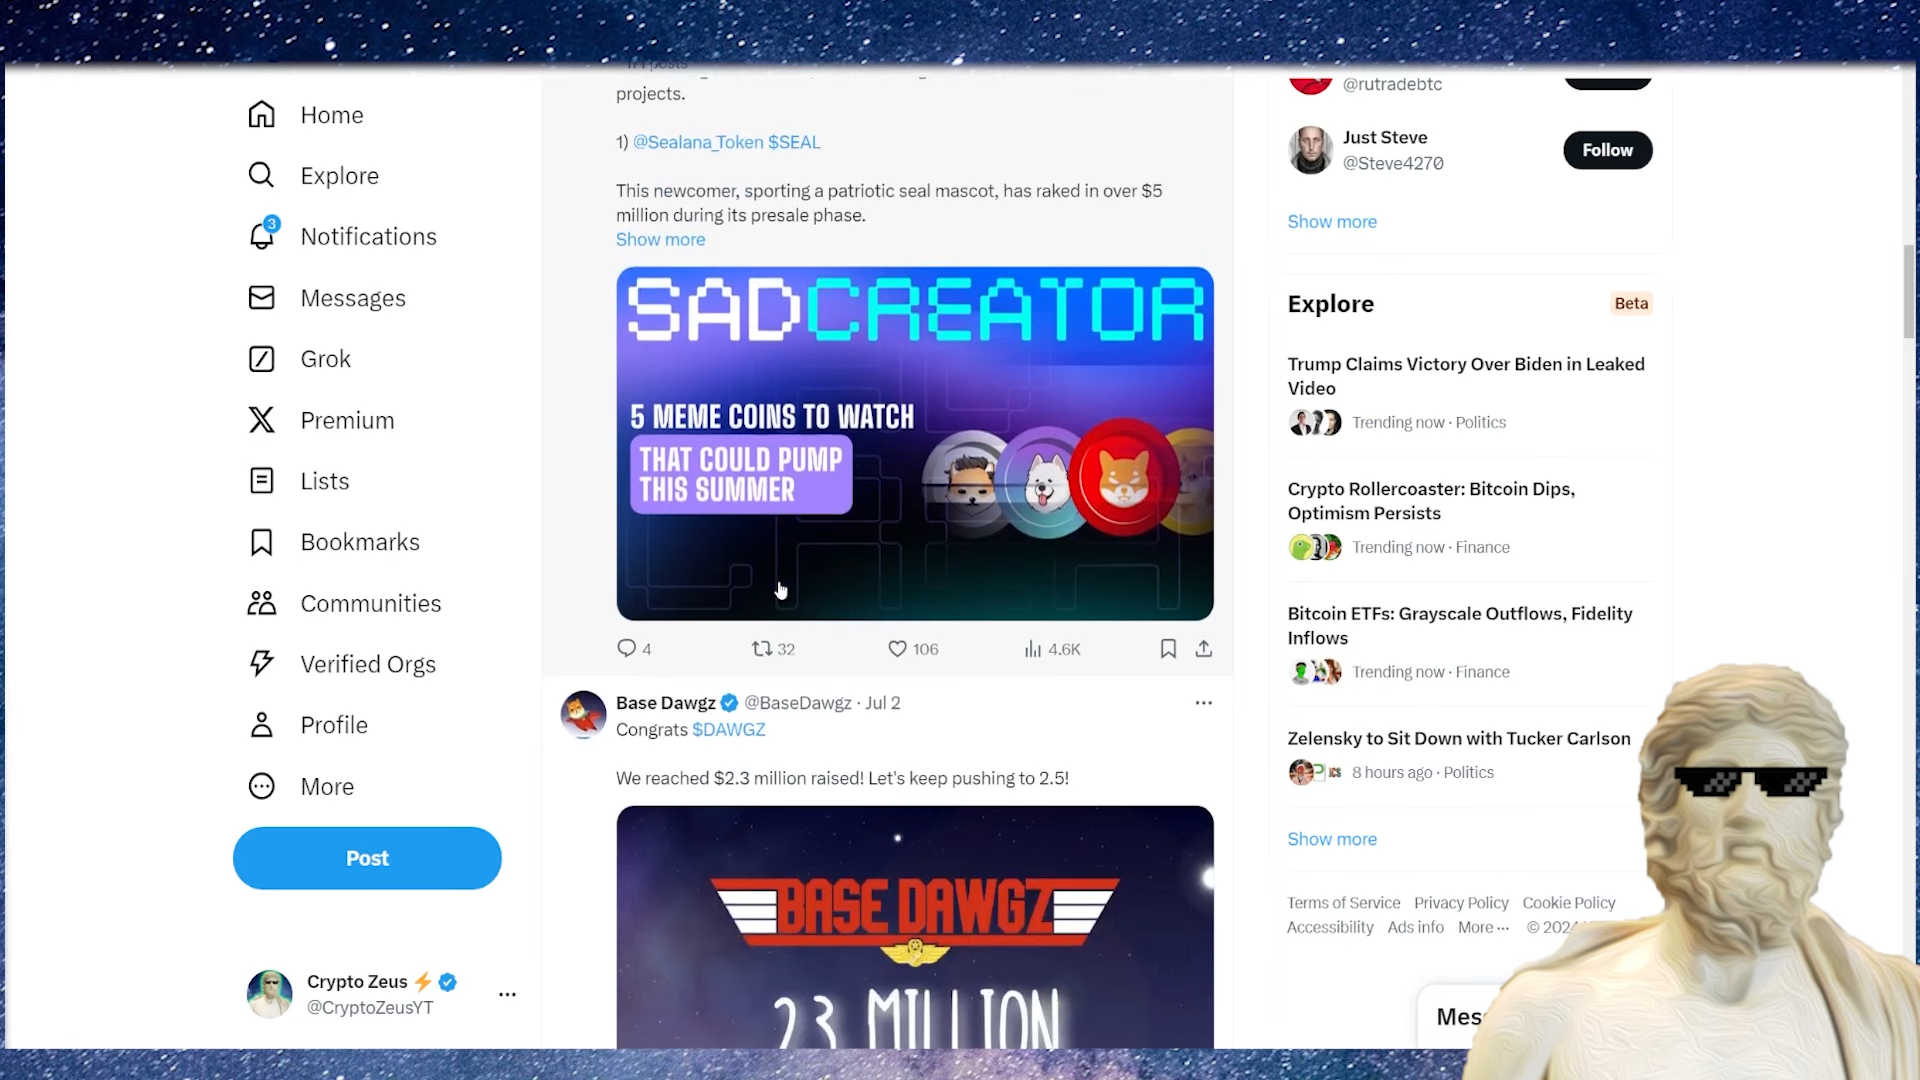 Home
Explore
3
Notifications
Messages
Grok
Premium
Lists
Bookmarks
Communities
Verified Orgs
Profile
More
Post
Crypto Zeus
@CryptoZeusYT
posts
projects.
1) @Sealana_Token $SEAL
This newcomer, sporting a patriotic seal mascot, has raked in over $5
million during its presale phase.
Show more
SADCREATOR
5 MEME COINS TO WATCH
THAT COULD PUMP
THIS SUMMER
4
32
106
4.6K
Base Dawgz @BaseDawgz · Jul 2
Congrats $DAWGZ
We reached $2.3 million raised! Let's keep pushing to 2.5!
BASE DAWGZ
2.3 MILLION
@rutradebtc
Just Steve
@Steve4270
Follow
Show more
Explore
Beta
Trump Claims Victory Over Biden in Leaked
Video
Trending now · Politics
Crypto Rollercoaster: Bitcoin Dips,
Optimism Persists
Trending now · Finance
Bitcoin ETFs: Grayscale Outflows, Fidelity
Inflows
Trending now · Finance
Zelensky to Sit Down with Tucker Carlson
8 hours ago · Politics
Show more
Terms of Service Privacy Policy Cookie Policy
Accessibility Ads info More ··· © 2024
Mes